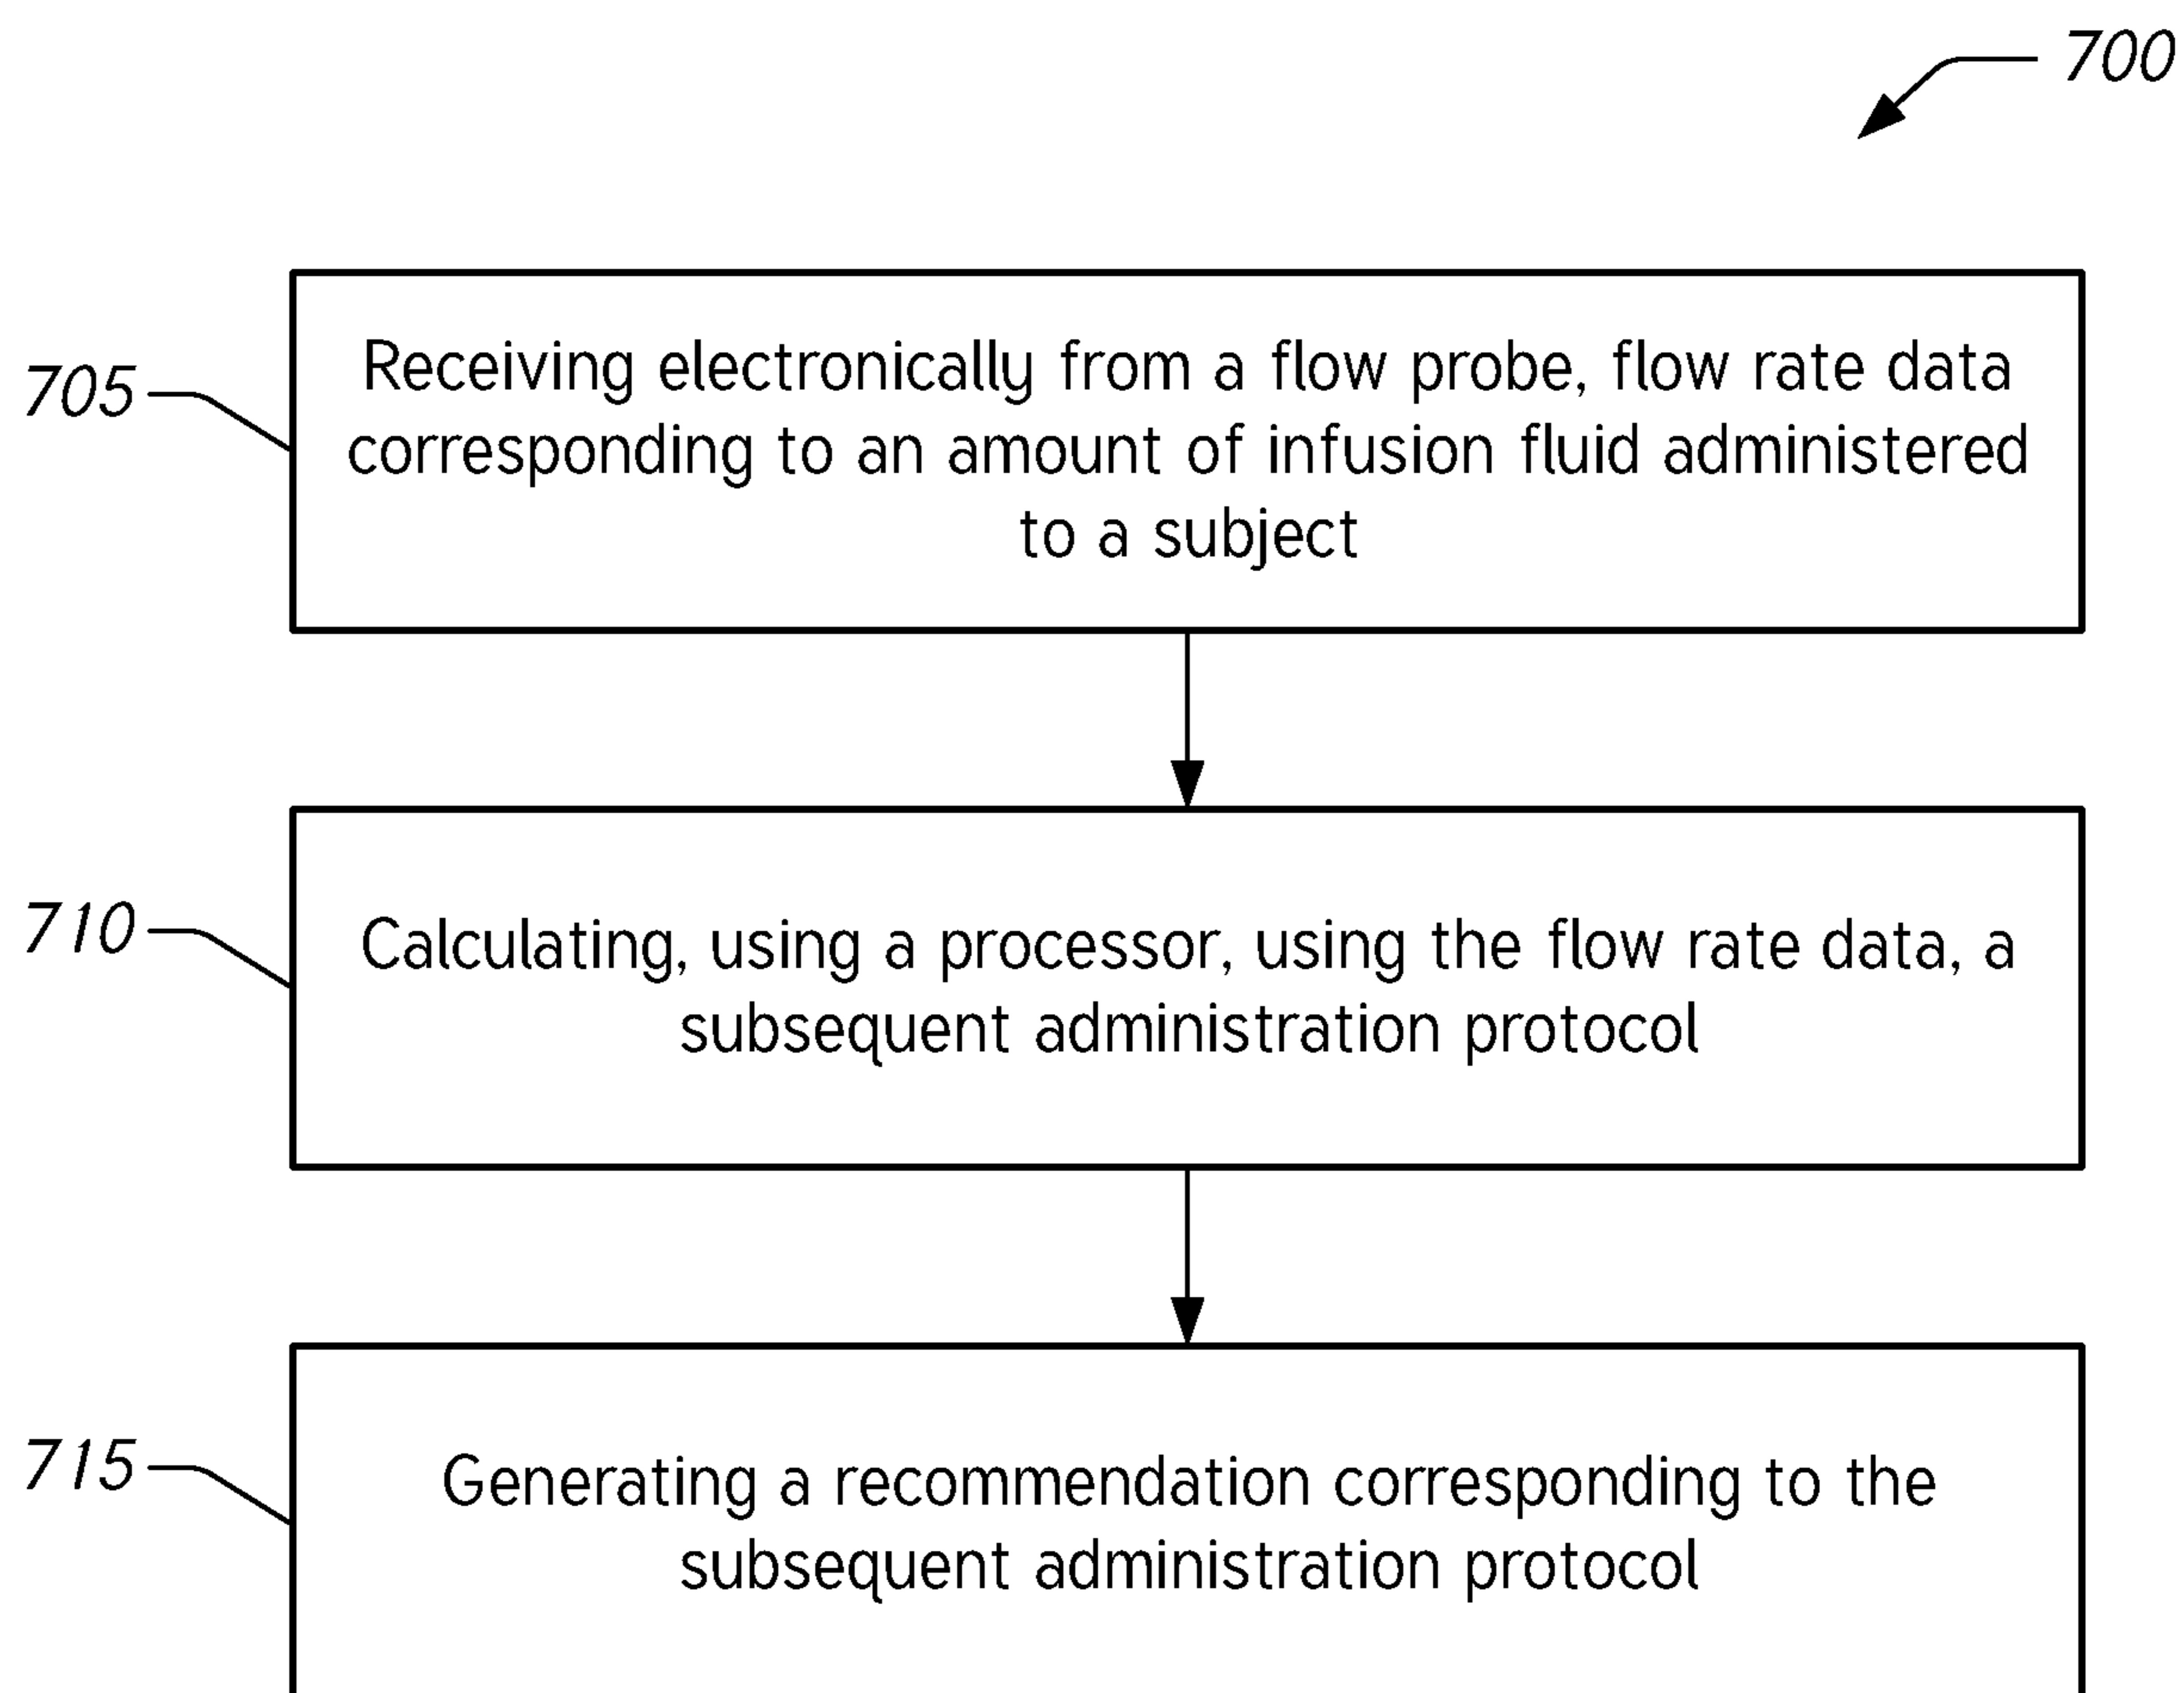 700
705
Receiving electronically from a flow probe, flow rate data
corresponding to an amount of infusion fluid administered
to a subject
710
Calculating, using a processor, using the flow rate data, a
subsequent administration protocol
715
Generating a recommendation corresponding to the
subsequent administration protocol